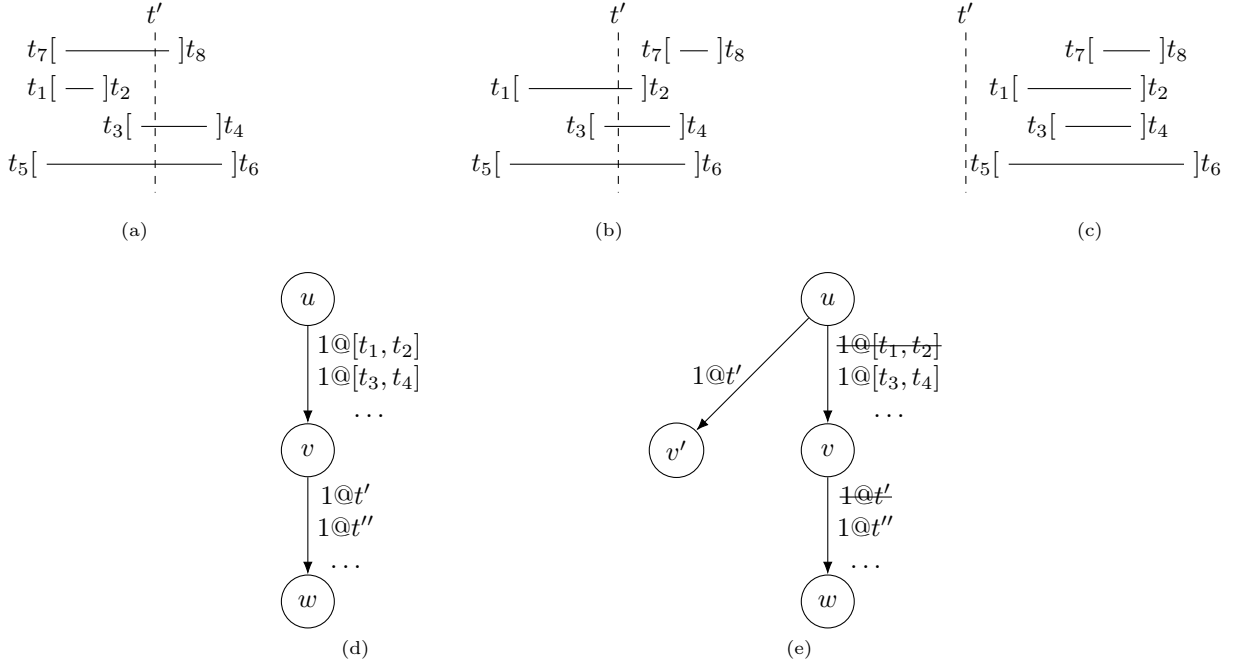 t′ t′ t′
t₇[ ]t₈ t₇[ ]t₈ t₇[ ]t₈
t₁[ ]t₂ t₁[ ]t₂ t₁[ ]t₂
t₃[ ]t₄ t₃[ ]t₄ t₃[ ]t₄
t₅[ ]t₆ t₅[ ]t₆ t₅[ ]t₆
(a) (b) (c)
u
1@[t₁, t₂]
1@[t₃, t₄]
...
v
1@t′
1@t′′
...
w
(d)
u
1@t′
1@[t₁, t₂]
1@[t₃, t₄]
...
v′
v
1@t′
1@t′′
...
w
(e)